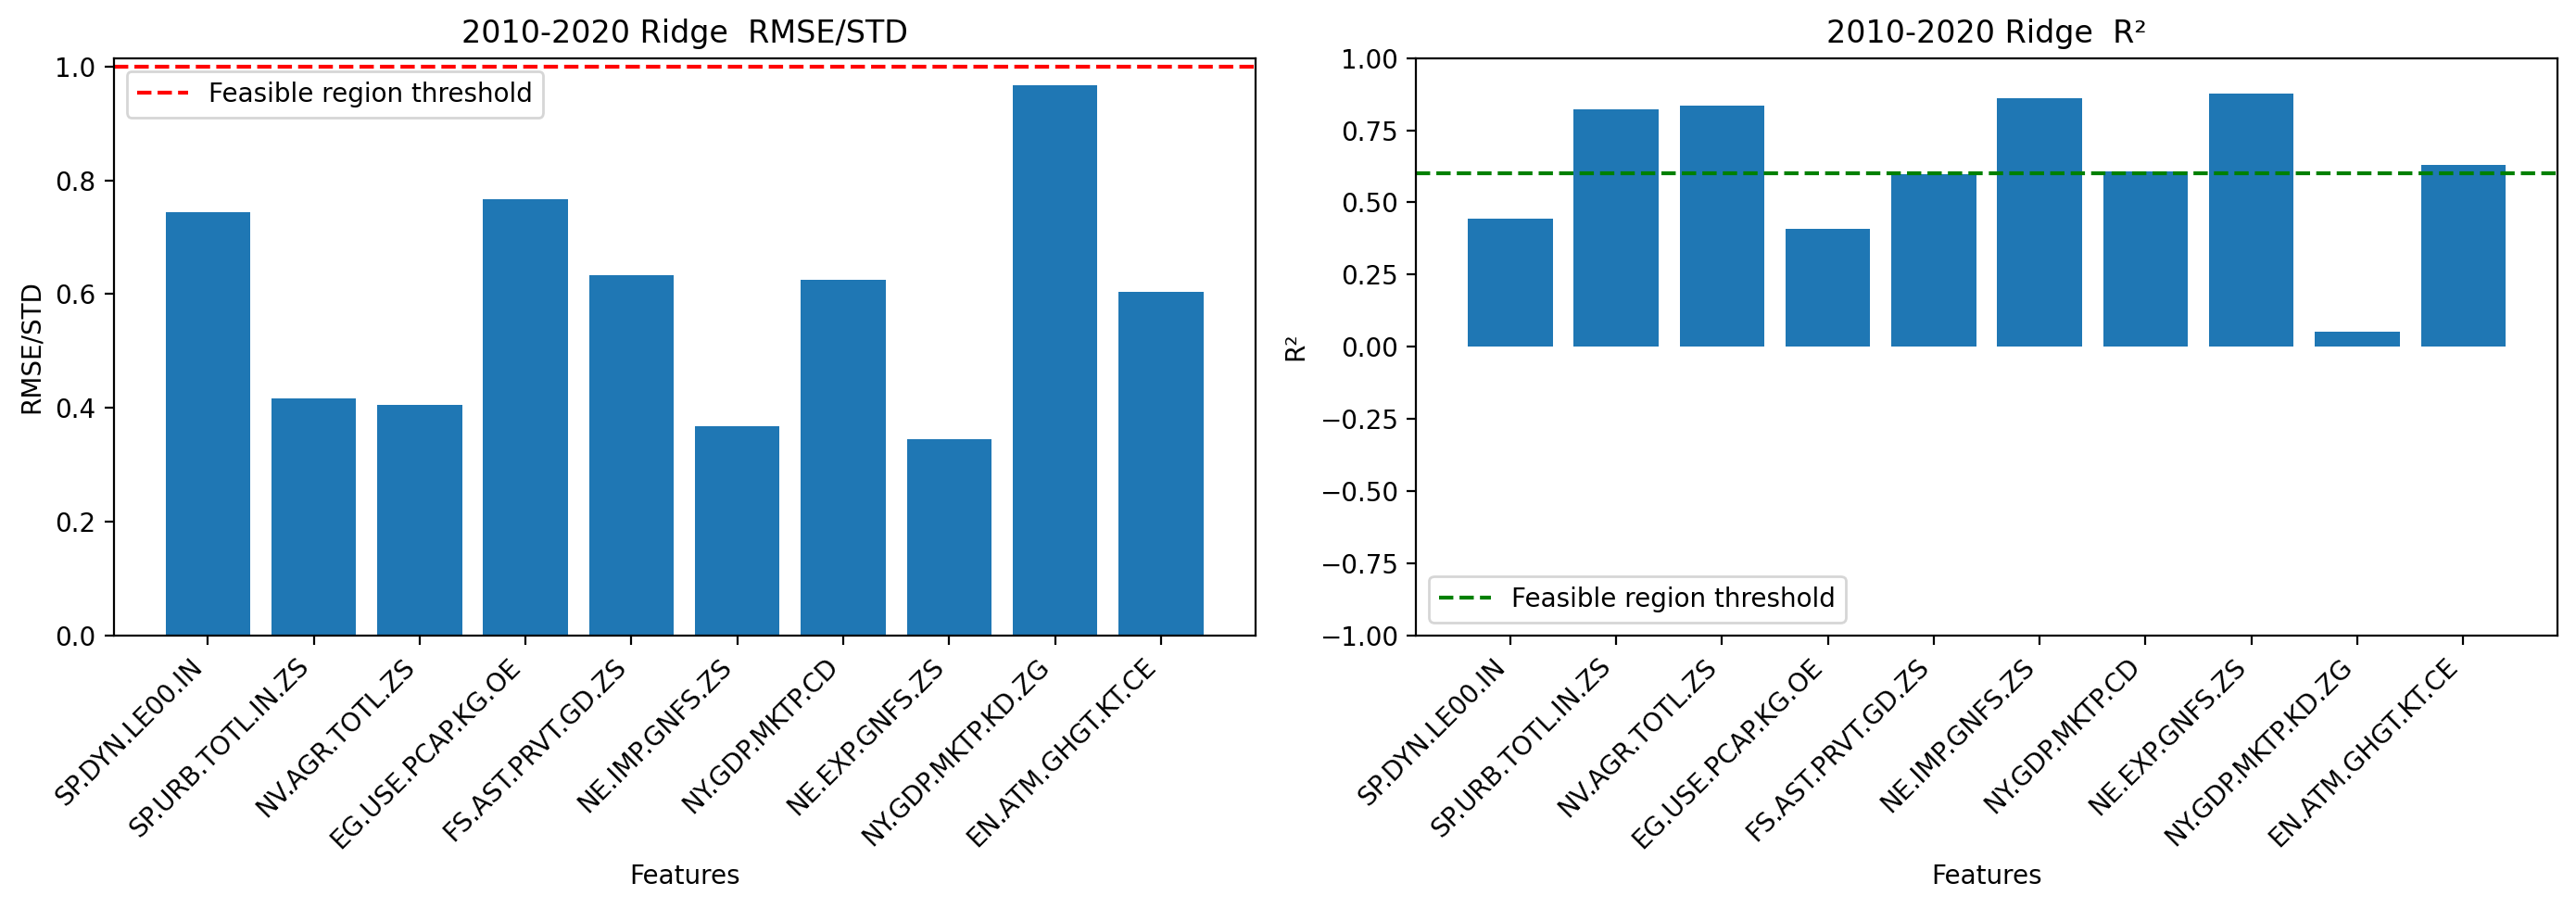 2010-2020 Ridge  RMSE/STD
1.0
0.8
0.6
0.4
0.2
0.0
RMSE/STD
Feasible region threshold
SP.DYN.LE00.IN
SP.URB.TOTL.IN.ZS
NV.AGR.TOTL.ZS
EG.USE.PCAP.KG.OE
FS.AST.PRVT.GD.ZS
NE.IMP.GNFS.ZS
NY.GDP.MKTP.CD
NE.EXP.GNFS.ZS
NY.GDP.MKTP.KD.ZG
EN.ATM.GHGT.KT.CE
Features
2010-2020 Ridge  R²
1.00
0.75
0.50
0.25
0.00
−0.25
−0.50
−0.75
−1.00
R²
Feasible region threshold
SP.DYN.LE00.IN
SP.URB.TOTL.IN.ZS
NV.AGR.TOTL.ZS
EG.USE.PCAP.KG.OE
FS.AST.PRVT.GD.ZS
NE.IMP.GNFS.ZS
NY.GDP.MKTP.CD
NE.EXP.GNFS.ZS
NY.GDP.MKTP.KD.ZG
EN.ATM.GHGT.KT.CE
Features